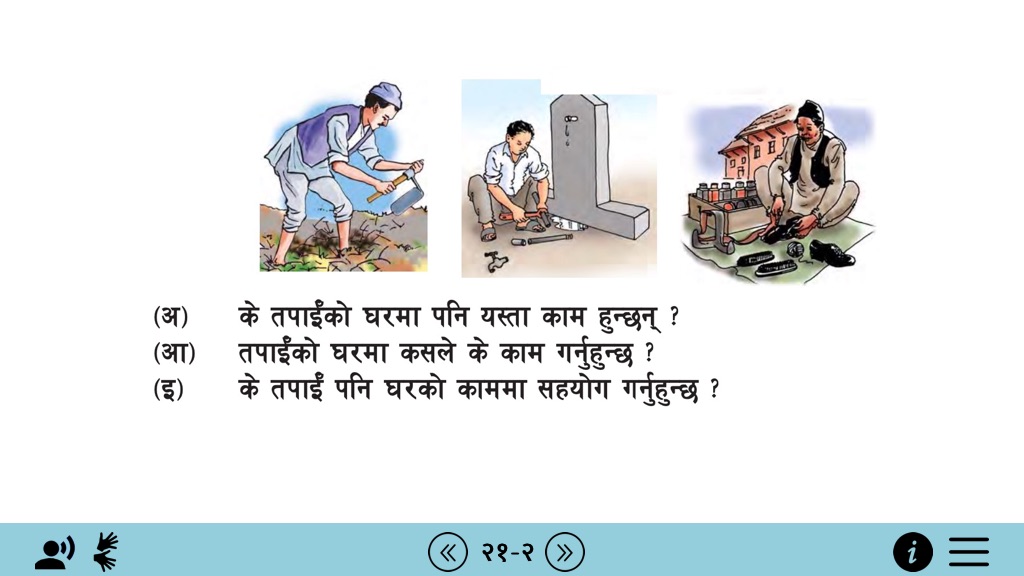 (अ) के तपाईँको घरमा पनि यस्ता काम हुन्छन् ?
(आ) तपाईँको घरमा कसले के काम गर्नुहुन्छ ?
(इ) के तपाईँ पनि घरको काममा सहयोग गर्नुहुन्छ ?
२१-२